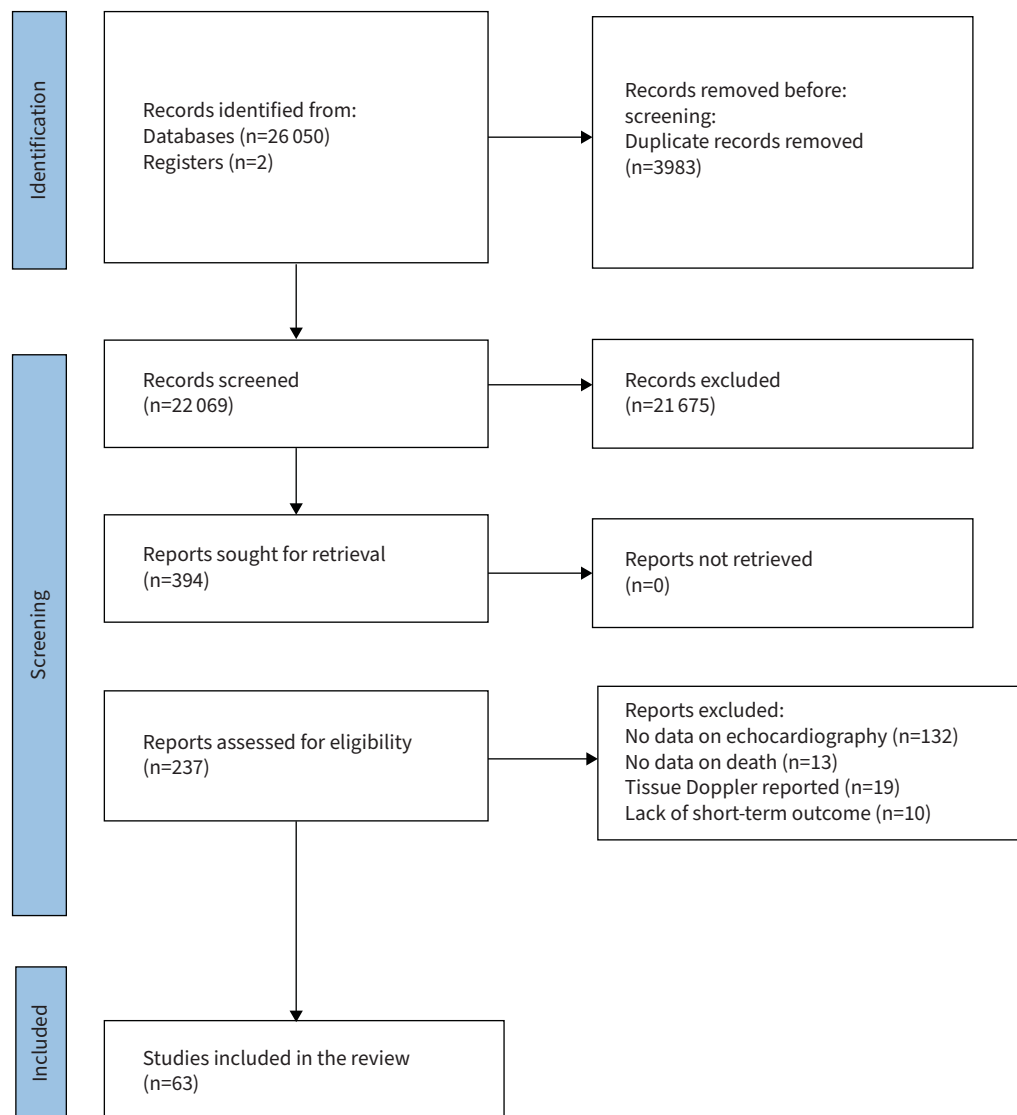 Identification
Records identified from:
Databases (n=26 050)
Registers (n=2)
Records removed before:
screening:
Duplicate records removed
(n=3983)
Screening
Records screened
(n=22 069)
Records excluded
(n=21 675)
Reports sought for retrieval
(n=394)
Reports not retrieved
(n=0)
Reports assessed for eligibility
(n=237)
Reports excluded:
No data on echocardiography (n=132)
No data on death (n=13)
Tissue Doppler reported (n=19)
Lack of short-term outcome (n=10)
Included
Studies included in the review
(n=63)